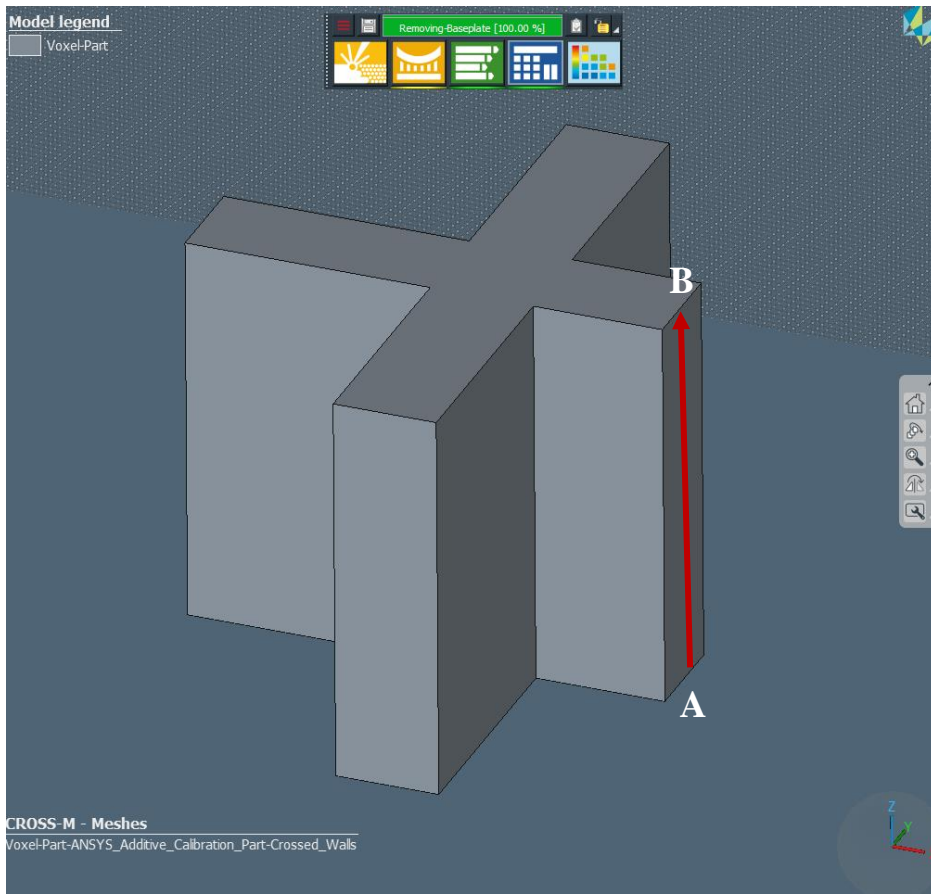 Model legend
Voxel-Part
Removing-Baseplate [100.00 %]
B
A
CROSS-M - Meshes
Voxel-Part-ANSYS_Additive_Calibration_Part-Crossed_Walls
Z
Y